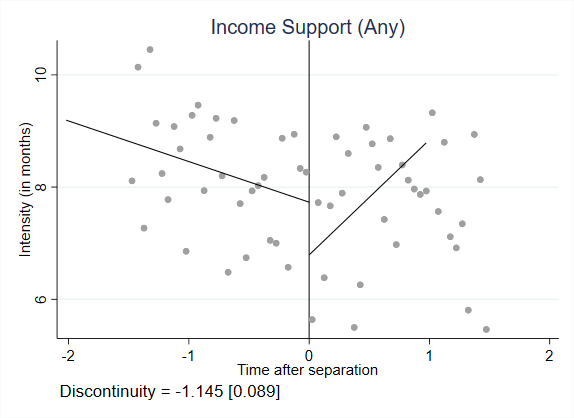 Income Support (Any)
Intensity (in months)
10
8
6
-2 -1 0 1 2
Time after separation
Discontinuity = -1.145 [0.089]